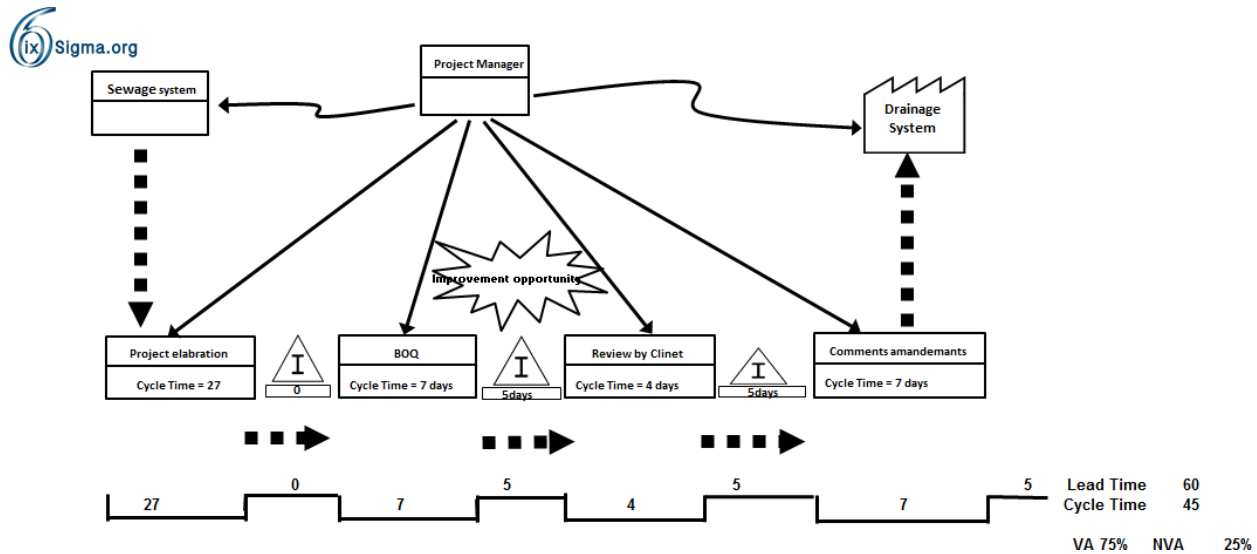 6ixSigma.org
Project Manager
Sewage system
Drainage
System
Improvement opportunity
Project elabration
Cycle Time = 27
I
0
BOQ
Cycle Time = 7 days
I
5days
Review by Clinet
Cycle Time = 4 days
I
5days
Comments amandemants
Cycle Time = 7 days
27
0
7
5
4
5
7
5
Lead Time 60
Cycle Time 45
VA 75% NVA 25%